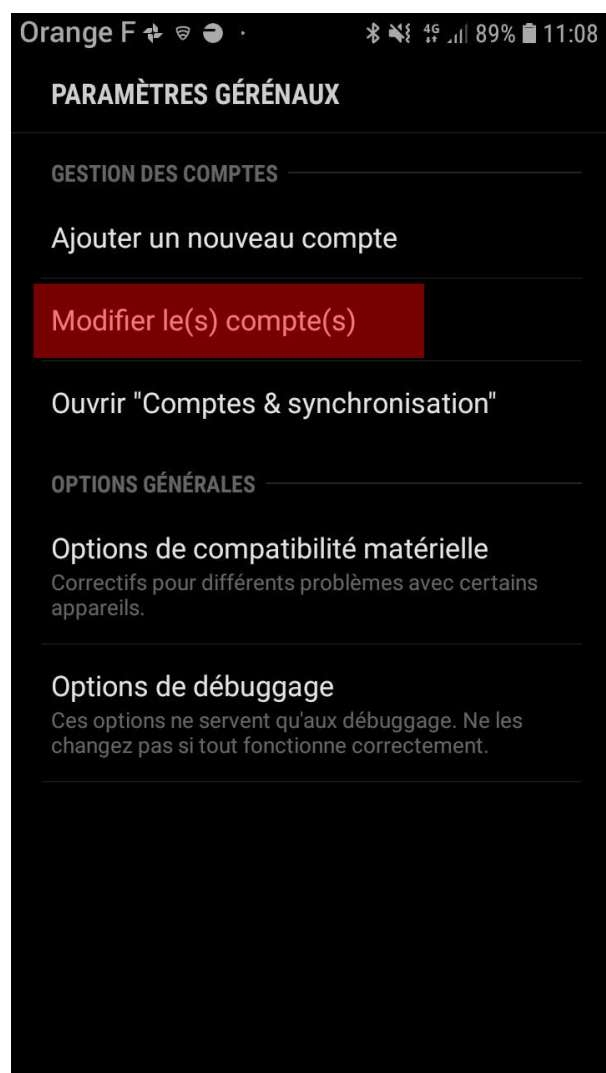 Orange F 4G 89% 11:08
PARAMÈTRES GÉRÉNAUX
GESTION DES COMPTES
Ajouter un nouveau compte
Modifier le(s) compte(s)
Ouvrir "Comptes & synchronisation"
OPTIONS GÉNÉRALES
Options de compatibilité matérielle
Correctifs pour différents problèmes avec certains
appareils.
Options de débuggage
Ces options ne servent qu'aux débuggage. Ne les
changez pas si tout fonctionne correctement.